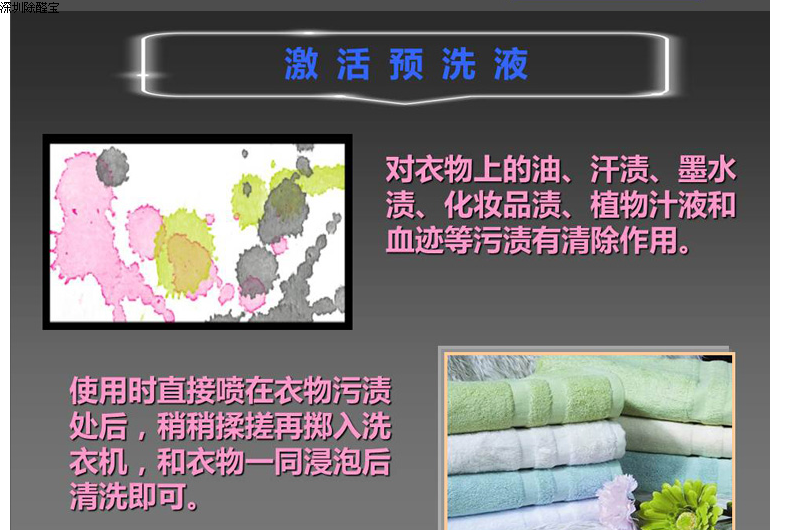 深圳除醛宝
激活预洗液
对衣物上的油、汗渍、墨水
渍、化妆品渍、植物汁液和
血迹等污渍有清除作用。
使用时直接喷在衣物污渍
处后，稍稍揉搓再掷入洗
衣机，和衣物一同浸泡后
清洗即可。